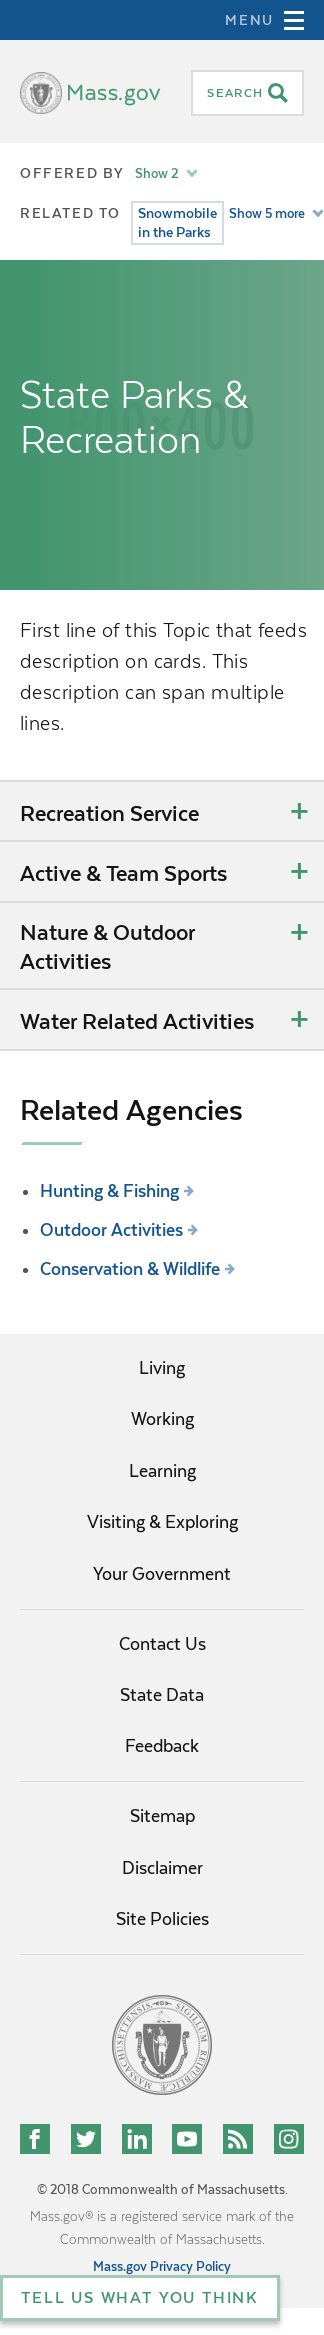 MENU
Mass.gov
SEARCH
OFFERED BY Show 2
RELATED TO Snowmobile in the Parks Show 5 more
State Parks &
Recreation
First line of this Topic that feeds
description on cards. This
description can span multiple
lines.
Recreation Service
Active & Team Sports
Nature & Outdoor
Activities
Water Related Activities
Related Agencies
Hunting & Fishing
Outdoor Activities
Conservation & Wildlife
Living
Working
Learning
Visiting & Exploring
Your Government
Contact Us
State Data
Feedback
Sitemap
Disclaimer
Site Policies
© 2018 Commonwealth of Massachusetts.
Mass.gov® is a registered service mark of the
Commonwealth of Massachusetts.
Mass.gov Privacy Policy
TELL US WHAT YOU THINK